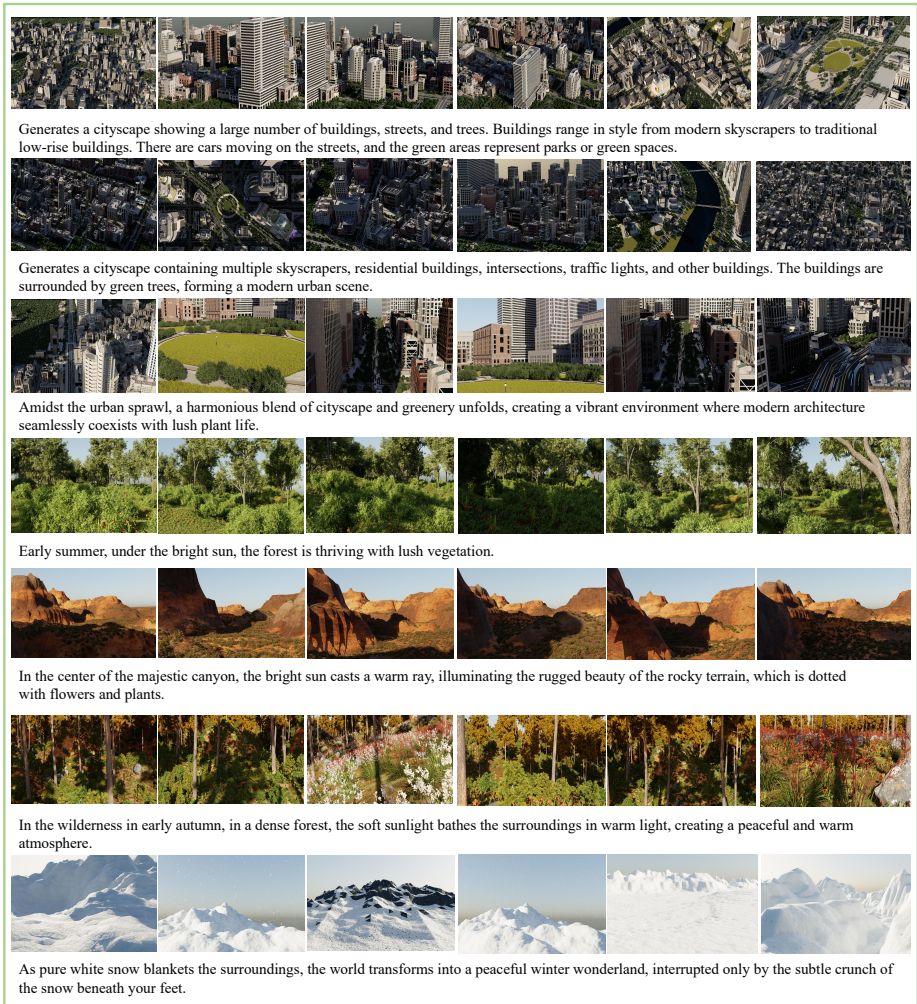 Generates a cityscape showing a large number of buildings, streets, and trees. Buildings range in style from modern skyscrapers to traditional
low-rise buildings. There are cars moving on the streets, and the green areas represent parks or green spaces.
Generates a cityscape containing multiple skyscrapers, residential buildings, intersections, traffic lights, and other buildings. The buildings are
surrounded by green trees, forming a modern urban scene.
Amidst the urban sprawl, a harmonious blend of cityscape and greenery unfolds, creating a vibrant environment where modern architecture
seamlessly coexists with lush plant life.
Early summer, under the bright sun, the forest is thriving with lush vegetation.
In the center of the majestic canyon, the bright sun casts a warm ray, illuminating the rugged beauty of the rocky terrain, which is dotted
with flowers and plants.
In the wilderness in early autumn, in a dense forest, the soft sunlight bathes the surroundings in warm light, creating a peaceful and warm
atmosphere.
As pure white snow blankets the surroundings, the world transforms into a peaceful winter wonderland, interrupted only by the subtle crunch of
the snow beneath your feet.